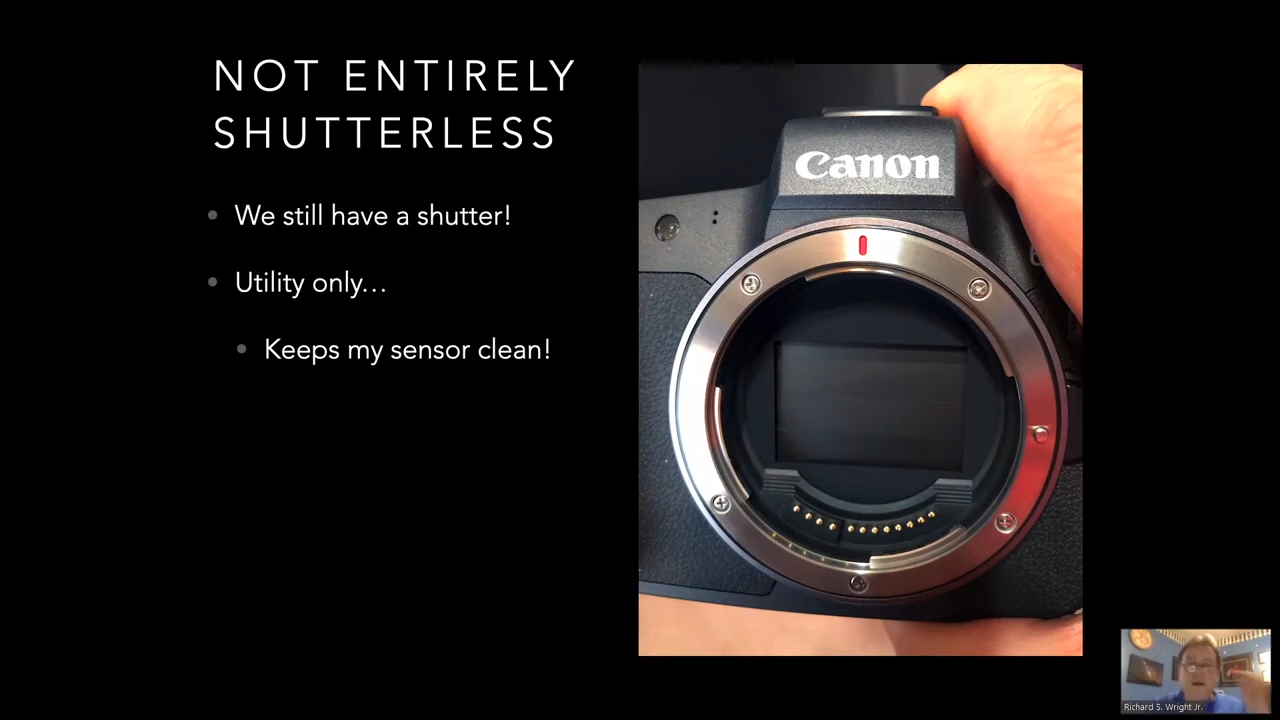 NOT ENTIRELY
SHUTTERLESS
• We still have a shutter!
• Utility only…
• Keeps my sensor clean!
Canon
Richard S. Wright Jr.